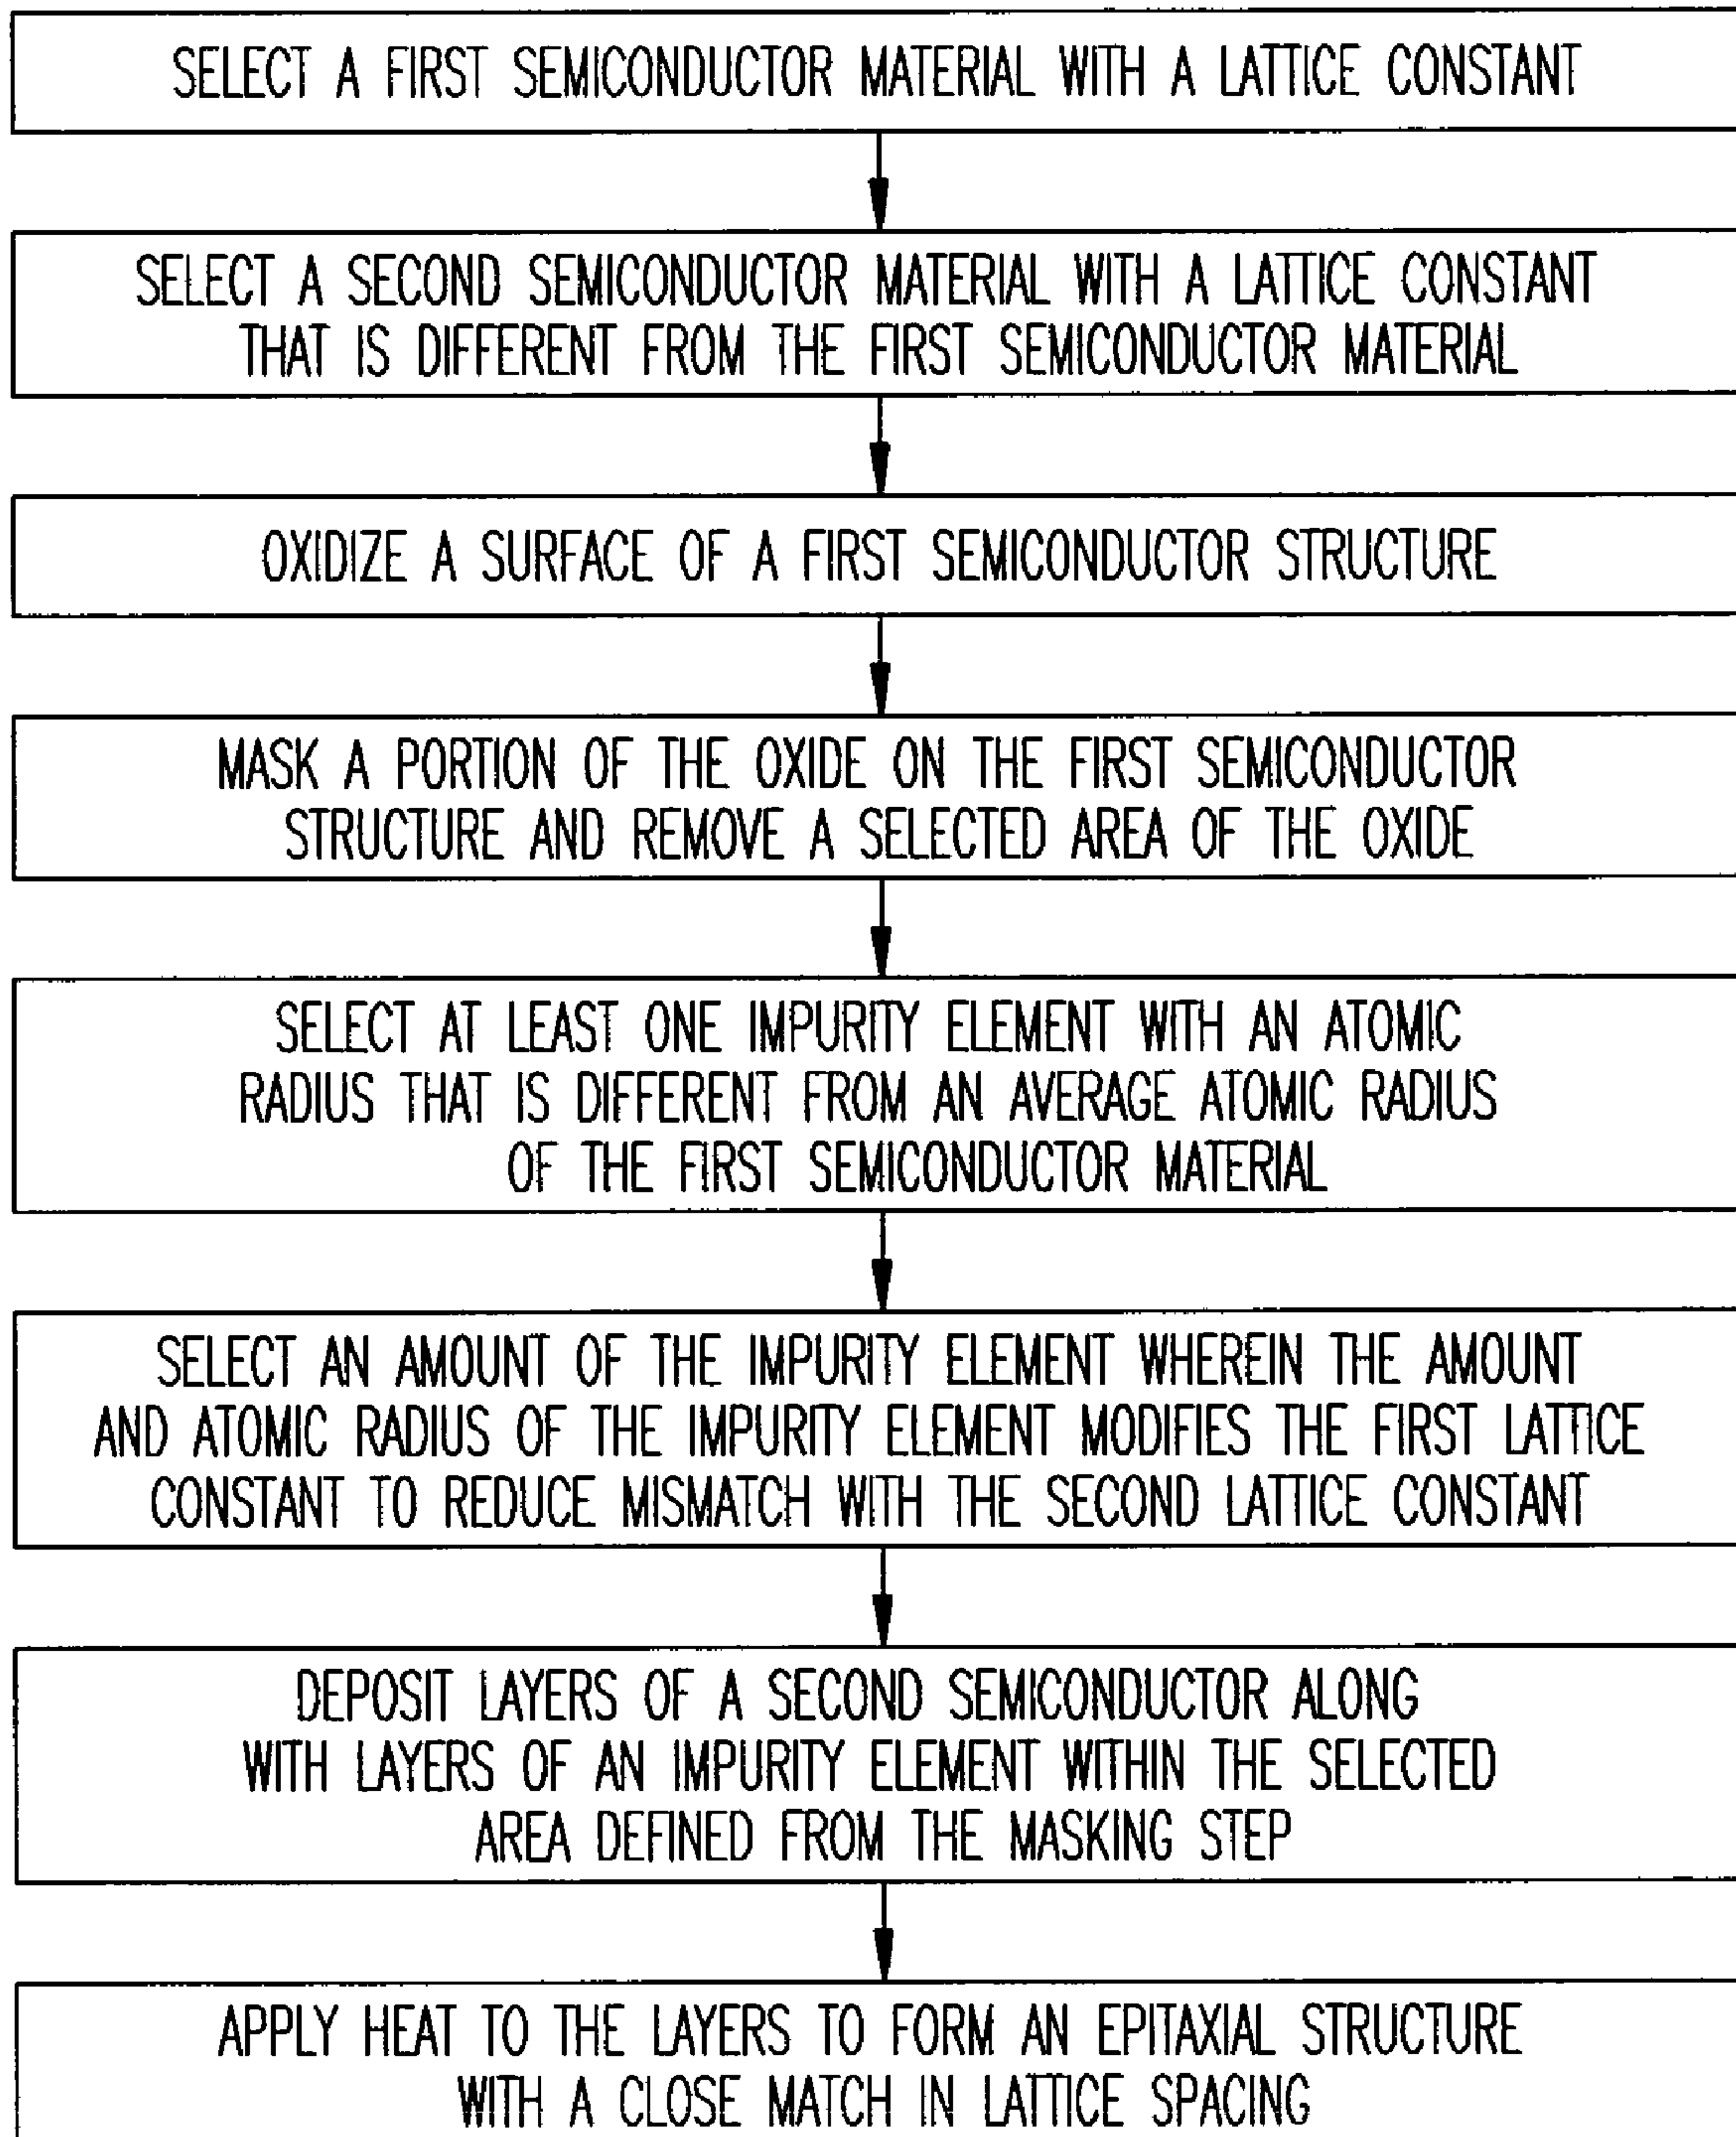 SELECT A FIRST SEMICONDUCTOR MATERIAL WITH A LATTICE CONSTANT
SELECT A SECOND SEMICONDUCTOR MATERIAL WITH A LATTICE CONSTANT
THAT IS DIFFERENT FROM THE FIRST SEMICONDUCTOR MATERIAL
OXIDIZE A SURFACE OF A FIRST SEMICONDUCTOR STRUCTURE
MASK A PORTION OF THE OXIDE ON THE FIRST SEMICONDUCTOR
STRUCTURE AND REMOVE A SELECTED AREA OF THE OXIDE
SELECT AT LEAST ONE IMPURITY ELEMENT WITH AN ATOMIC
RADIUS THAT IS DIFFERENT FROM AN AVERAGE ATOMIC RADIUS
OF THE FIRST SEMICONDUCTOR MATERIAL
SELECT AN AMOUNT OF THE IMPURITY ELEMENT WHEREIN THE AMOUNT
AND ATOMIC RADIUS OF THE IMPURITY ELEMENT MODIFIES THE FIRST LATTICE
CONSTANT TO REDUCE MISMATCH WITH THE SECOND LATTICE CONSTANT
DEPOSIT LAYERS OF A SECOND SEMICONDUCTOR ALONG
WITH LAYERS OF AN IMPURITY ELEMENT WITHIN THE SELECTED
AREA DEFINED FROM THE MASKING STEP
APPLY HEAT TO THE LAYERS TO FORM AN EPITAXIAL STRUCTURE
WITH A CLOSE MATCH IN LATTICE SPACING